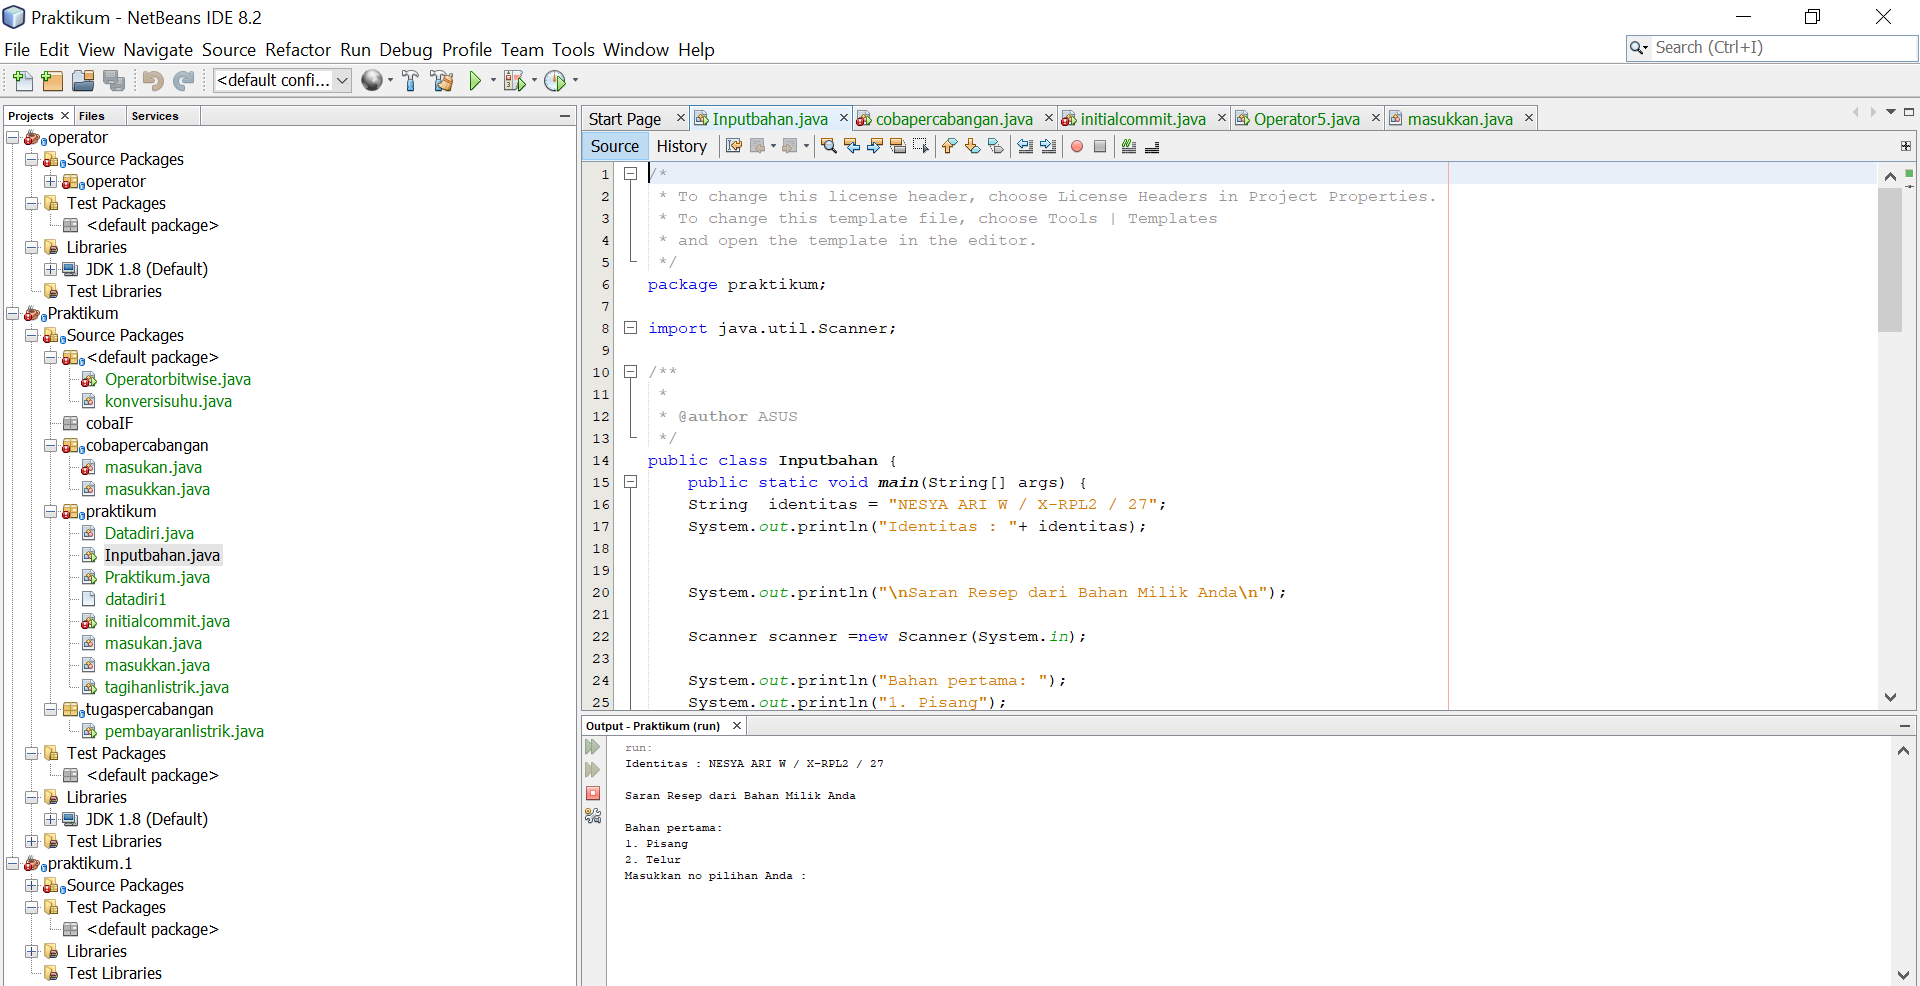 Praktikum - NetBeans IDE 8.2
File Edit View Navigate Source Refactor Run Debug Profile Team Tools Window Help
Search (Ctrl+I)
<default confi...
Projects
Files
Services
operator
Source Packages
operator
Test Packages
<default package>
Libraries
JDK 1.8 (Default)
Test Libraries
Praktikum
Source Packages
<default package>
Operatorbitwise.java
konversisuhu.java
cobaIF
cobapercabangan
masukan.java
masukkan.java
praktikum
Datadiri.java
Inputbahan.java
Praktikum.java
datadiri1
initialcommit.java
masukan.java
masukkan.java
tagihanlistrik.java
tugaspercabangan
pembayaranlistrik.java
Test Packages
<default package>
Libraries
JDK 1.8 (Default)
Test Libraries
praktikum.1
Source Packages
Test Packages
<default package>
Libraries
Test Libraries
Start Page
Inputbahan.java
cobapercabangan.java
initialcommit.java
Operator5.java
masukkan.java
Source
History
1 /*
2 * To change this license header, choose License Headers in Project Properties.
3 * To change this template file, choose Tools | Templates
4 * and open the template in the editor.
5 */
6 package praktikum;
7
8 import java.util.Scanner;
9
10 /**
11 *
12 * @author ASUS
13 */
14 public class Inputbahan {
15 public static void main(String[] args) {
16 String  identitas = "NESYA ARI W / X-RPL2 / 27";
17 System.out.println("Identitas : "+ identitas);
18
19
20 System.out.println("\nSaran Resep dari Bahan Milik Anda\n");
21
22 Scanner scanner =new Scanner(System.in);
23
24 System.out.println("Bahan pertama: ");
25 System.out.println("1. Pisang");
Output - Praktikum (run)
run:
Identitas : NESYA ARI W / X-RPL2 / 27
Saran Resep dari Bahan Milik Anda
Bahan pertama:
1. Pisang
2. Telur
Masukkan no pilihan Anda :